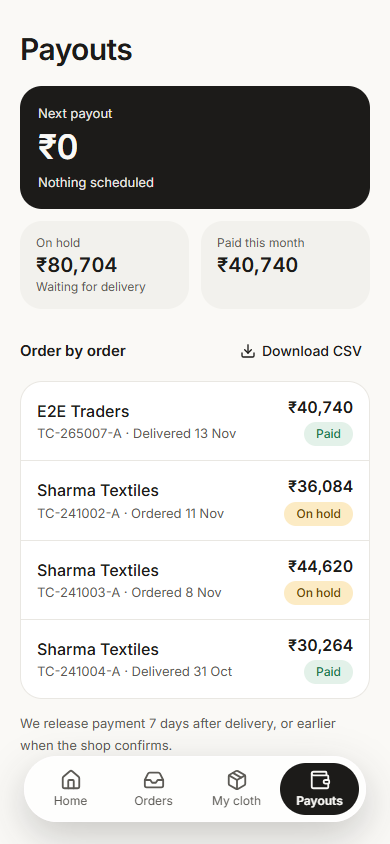 Payouts
Next payout
₹0
Nothing scheduled
On hold
₹80,704
Waiting for delivery
Paid this month
₹40,740
Order by order
Download CSV
E2E Traders
₹40,740
TC-265007-A · Delivered 13 Nov
Paid
Sharma Textiles
₹36,084
TC-241002-A · Ordered 11 Nov
On hold
Sharma Textiles
₹44,620
TC-241003-A · Ordered 8 Nov
On hold
Sharma Textiles
₹30,264
TC-241004-A · Delivered 31 Oct
Paid
We release payment 7 days after delivery, or earlier
when the shop confirms.
Home
Orders
My cloth
Payouts